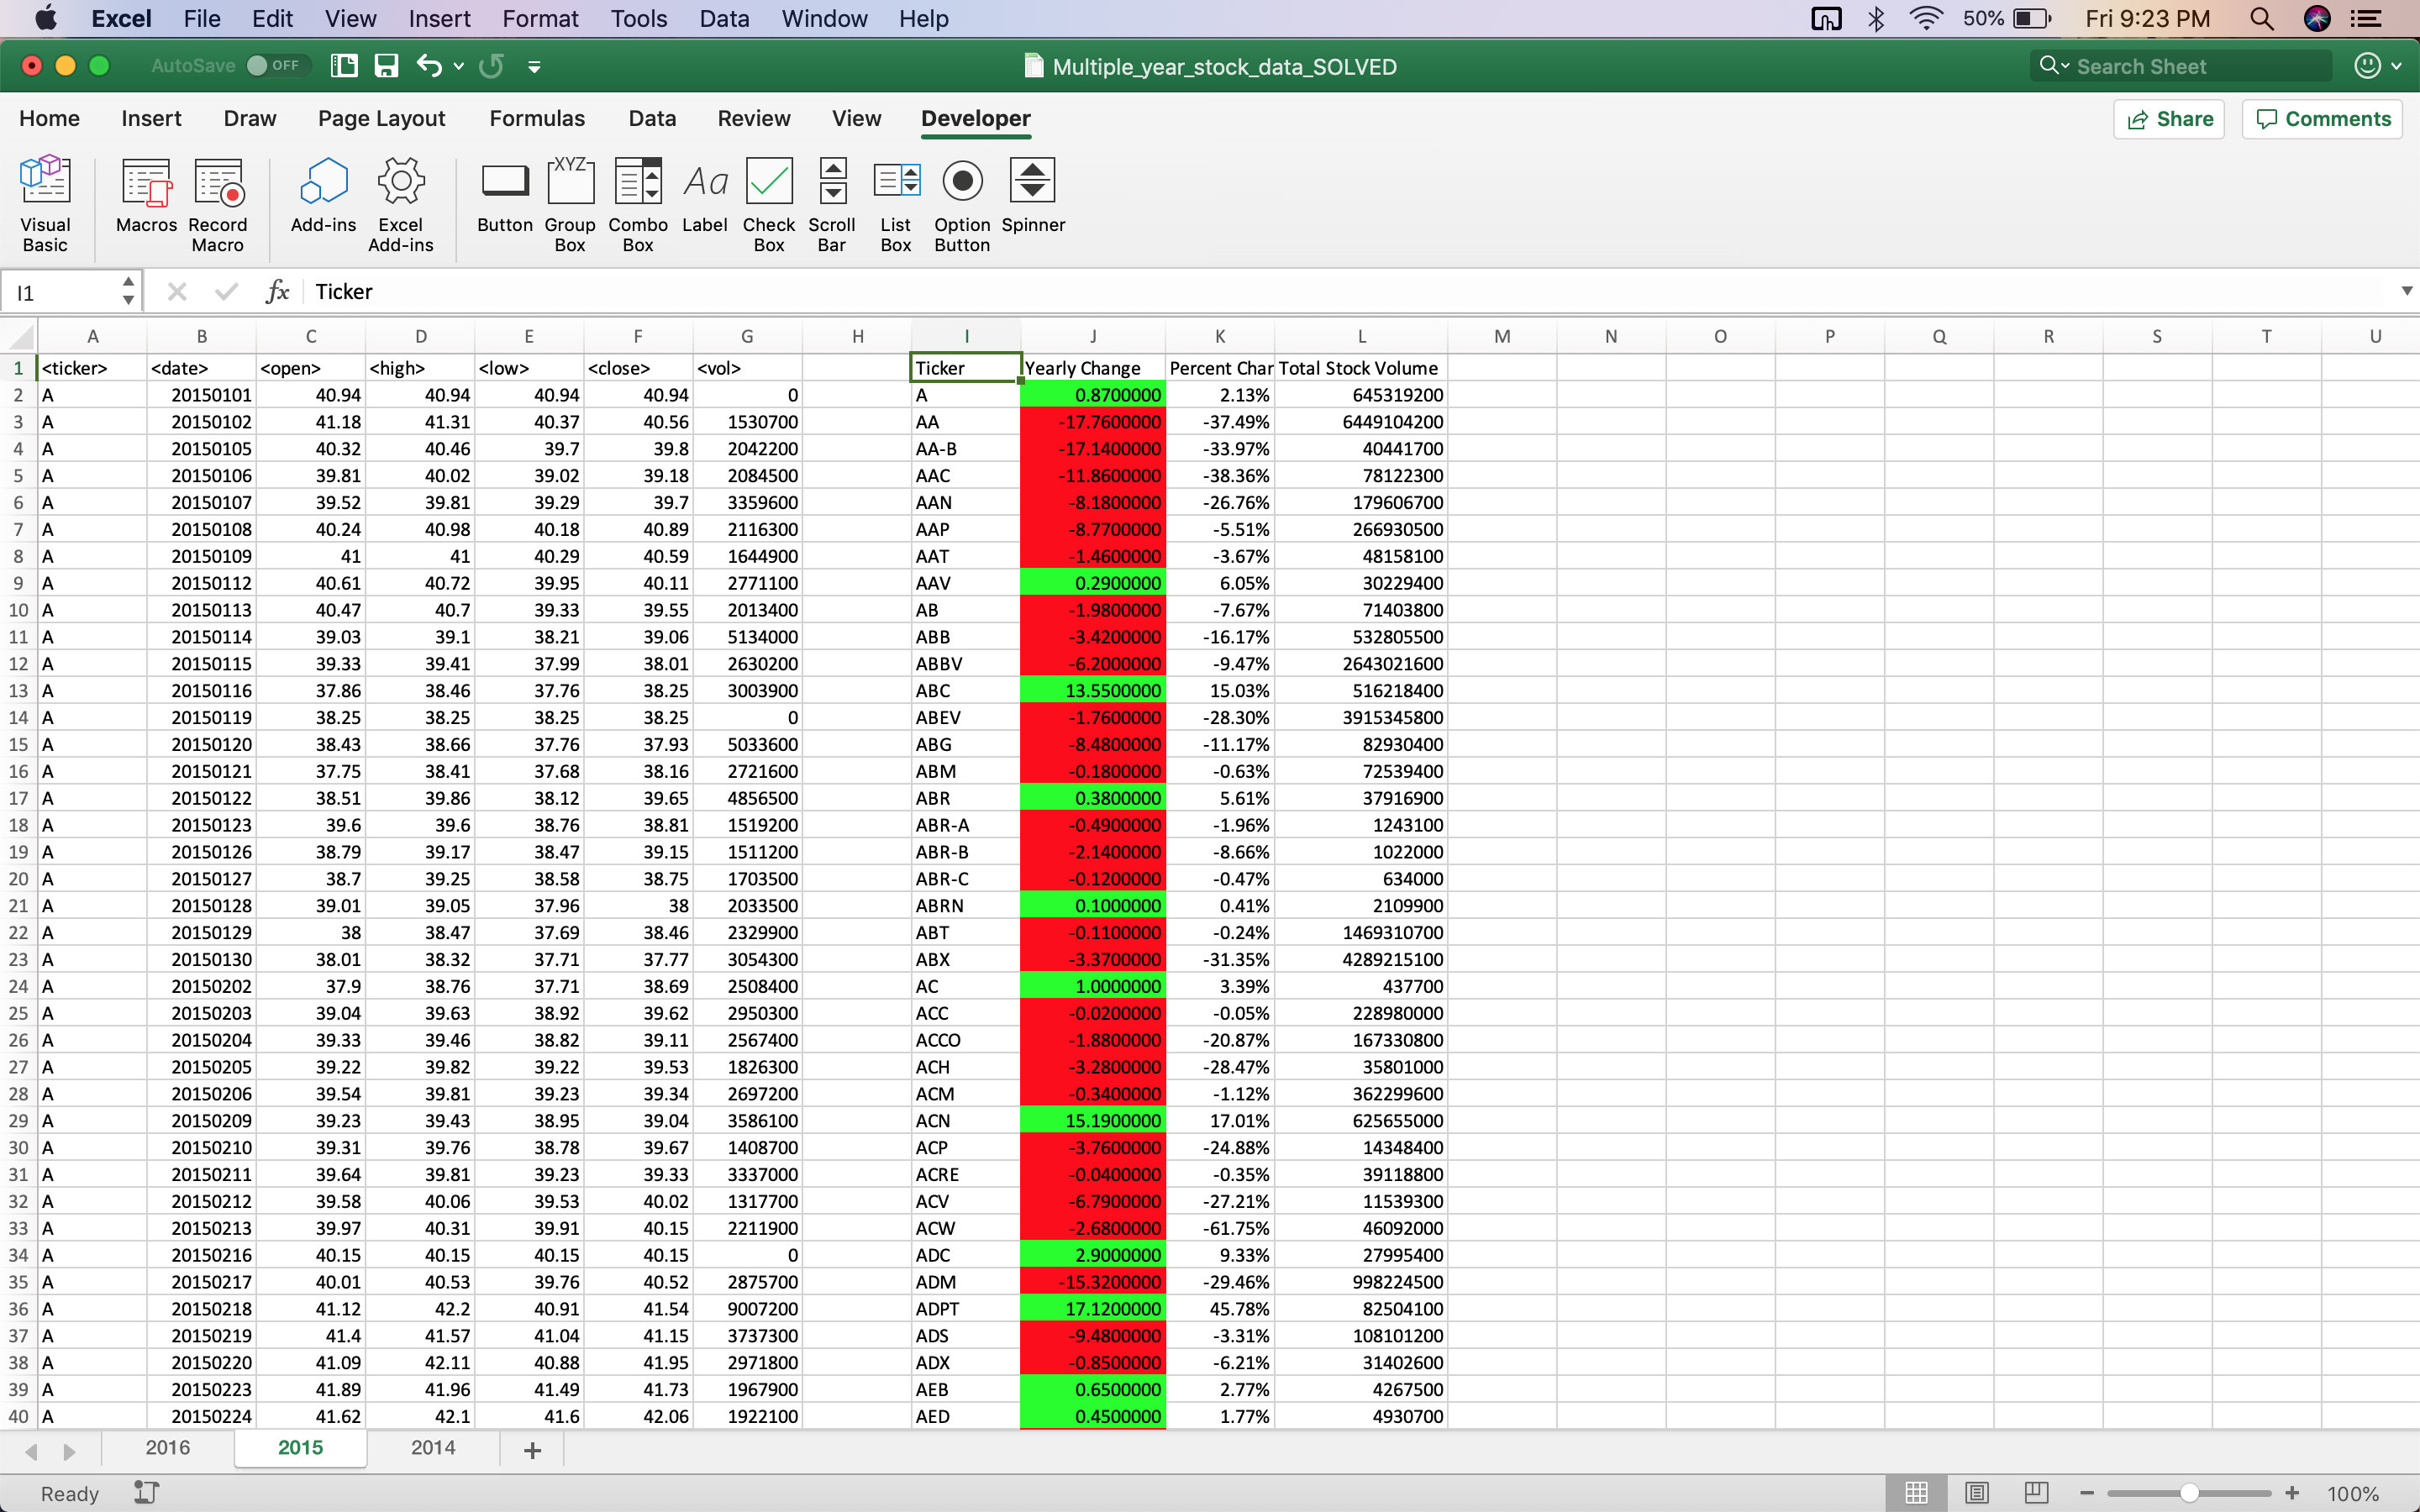 Excel File Edit View Insert Format Tools Data Window Help 50% Fri 9:23 PM
AutoSave OFF Multiple_year_stock_data_SOLVED Search Sheet
Home Insert Draw Page Layout Formulas Data Review View Developer Share Comments
Visual Basic Macros Record Macro Add-ins Excel Add-ins Button XYZ Group Box Combo Box Aa Label Check Box Scroll Bar List Box Option Button Spinner
I1 fx Ticker
A B C D E F G H I J K L M N O P Q R S T U
1 <ticker> <date> <open> <high> <low> <close> <vol> Ticker Yearly Change Percent Char Total Stock Volume
2 A 20150101 40.94 40.94 40.94 40.94 0 A 0.8700000 2.13% 645319200
3 A 20150102 41.18 41.31 40.37 40.56 1530700 AA -17.7600000 -37.49% 6449104200
4 A 20150105 40.32 40.46 39.7 39.8 2042200 AA-B -17.1400000 -33.97% 40441700
5 A 20150106 39.81 40.02 39.02 39.18 2084500 AAC -11.8600000 -38.36% 78122300
6 A 20150107 39.52 39.81 39.29 39.7 3359600 AAN -8.1800000 -26.76% 179606700
7 A 20150108 40.24 40.98 40.18 40.89 2116300 AAP -8.7700000 -5.51% 266930500
8 A 20150109 41 41 40.29 40.59 1644900 AAT -1.4600000 -3.67% 48158100
9 A 20150112 40.61 40.72 39.95 40.11 2771100 AAV 0.2900000 6.05% 30229400
10 A 20150113 40.47 40.7 39.33 39.55 2013400 AB -1.9800000 -7.67% 71403800
11 A 20150114 39.03 39.1 38.21 39.06 5134000 ABB -3.4200000 -16.17% 532805500
12 A 20150115 39.33 39.41 37.99 38.01 2630200 ABBV -6.2000000 -9.47% 2643021600
13 A 20150116 37.86 38.46 37.76 38.25 3003900 ABC 13.5500000 15.03% 516218400
14 A 20150119 38.25 38.25 38.25 38.25 0 ABEV -1.7600000 -28.30% 3915345800
15 A 20150120 38.43 38.66 37.76 37.93 5033600 ABG -8.4800000 -11.17% 82930400
16 A 20150121 37.75 38.41 37.68 38.16 2721600 ABM -0.1800000 -0.63% 72539400
17 A 20150122 38.51 39.86 38.12 39.65 4856500 ABR 0.3800000 5.61% 37916900
18 A 20150123 39.6 39.6 38.76 38.81 1519200 ABR-A -0.4900000 -1.96% 1243100
19 A 20150126 38.79 39.17 38.47 39.15 1511200 ABR-B -2.1400000 -8.66% 1022000
20 A 20150127 38.7 39.25 38.58 38.75 1703500 ABR-C -0.1200000 -0.47% 634000
21 A 20150128 39.01 39.05 37.96 38 2033500 ABRN 0.1000000 0.41% 2109900
22 A 20150129 38 38.47 37.69 38.46 2329900 ABT -0.1100000 -0.24% 1469310700
23 A 20150130 38.01 38.32 37.71 37.77 3054300 ABX -3.3700000 -31.35% 4289215100
24 A 20150202 37.9 38.76 37.71 38.69 2508400 AC 1.0000000 3.39% 437700
25 A 20150203 39.04 39.63 38.92 39.62 2950300 ACC -0.0200000 -0.05% 228980000
26 A 20150204 39.33 39.46 38.82 39.11 2567400 ACCO -1.8800000 -20.87% 167330800
27 A 20150205 39.22 39.82 39.22 39.53 1826300 ACH -3.2800000 -28.47% 35801000
28 A 20150206 39.54 39.81 39.23 39.34 2697200 ACM -0.3400000 -1.12% 362299600
29 A 20150209 39.23 39.43 38.95 39.04 3586100 ACN 15.1900000 17.01% 625655000
30 A 20150210 39.31 39.76 38.78 39.67 1408700 ACP -3.7600000 -24.88% 14348400
31 A 20150211 39.64 39.81 39.23 39.33 3337000 ACRE -0.0400000 -0.35% 39118800
32 A 20150212 39.58 40.06 39.53 40.02 1317700 ACV -6.7900000 -27.21% 11539300
33 A 20150213 39.97 40.31 39.91 40.15 2211900 ACW -2.6800000 -61.75% 46092000
34 A 20150216 40.15 40.15 40.15 40.15 0 ADC 2.9000000 9.33% 27995400
35 A 20150217 40.01 40.53 39.76 40.52 2875700 ADM -15.3200000 -29.46% 998224500
36 A 20150218 41.12 42.2 40.91 41.54 9007200 ADPT 17.1200000 45.78% 82504100
37 A 20150219 41.4 41.57 41.04 41.15 3737300 ADS -9.4800000 -3.31% 108101200
38 A 20150220 41.09 42.11 40.88 41.95 2971800 ADX -0.8500000 -6.21% 31402600
39 A 20150223 41.89 41.96 41.49 41.73 1967900 AEB 0.6500000 2.77% 4267500
40 A 20150224 41.62 42.1 41.6 42.06 1922100 AED 0.4500000 1.77% 4930700
2016 2015 2014 +
Ready 100%